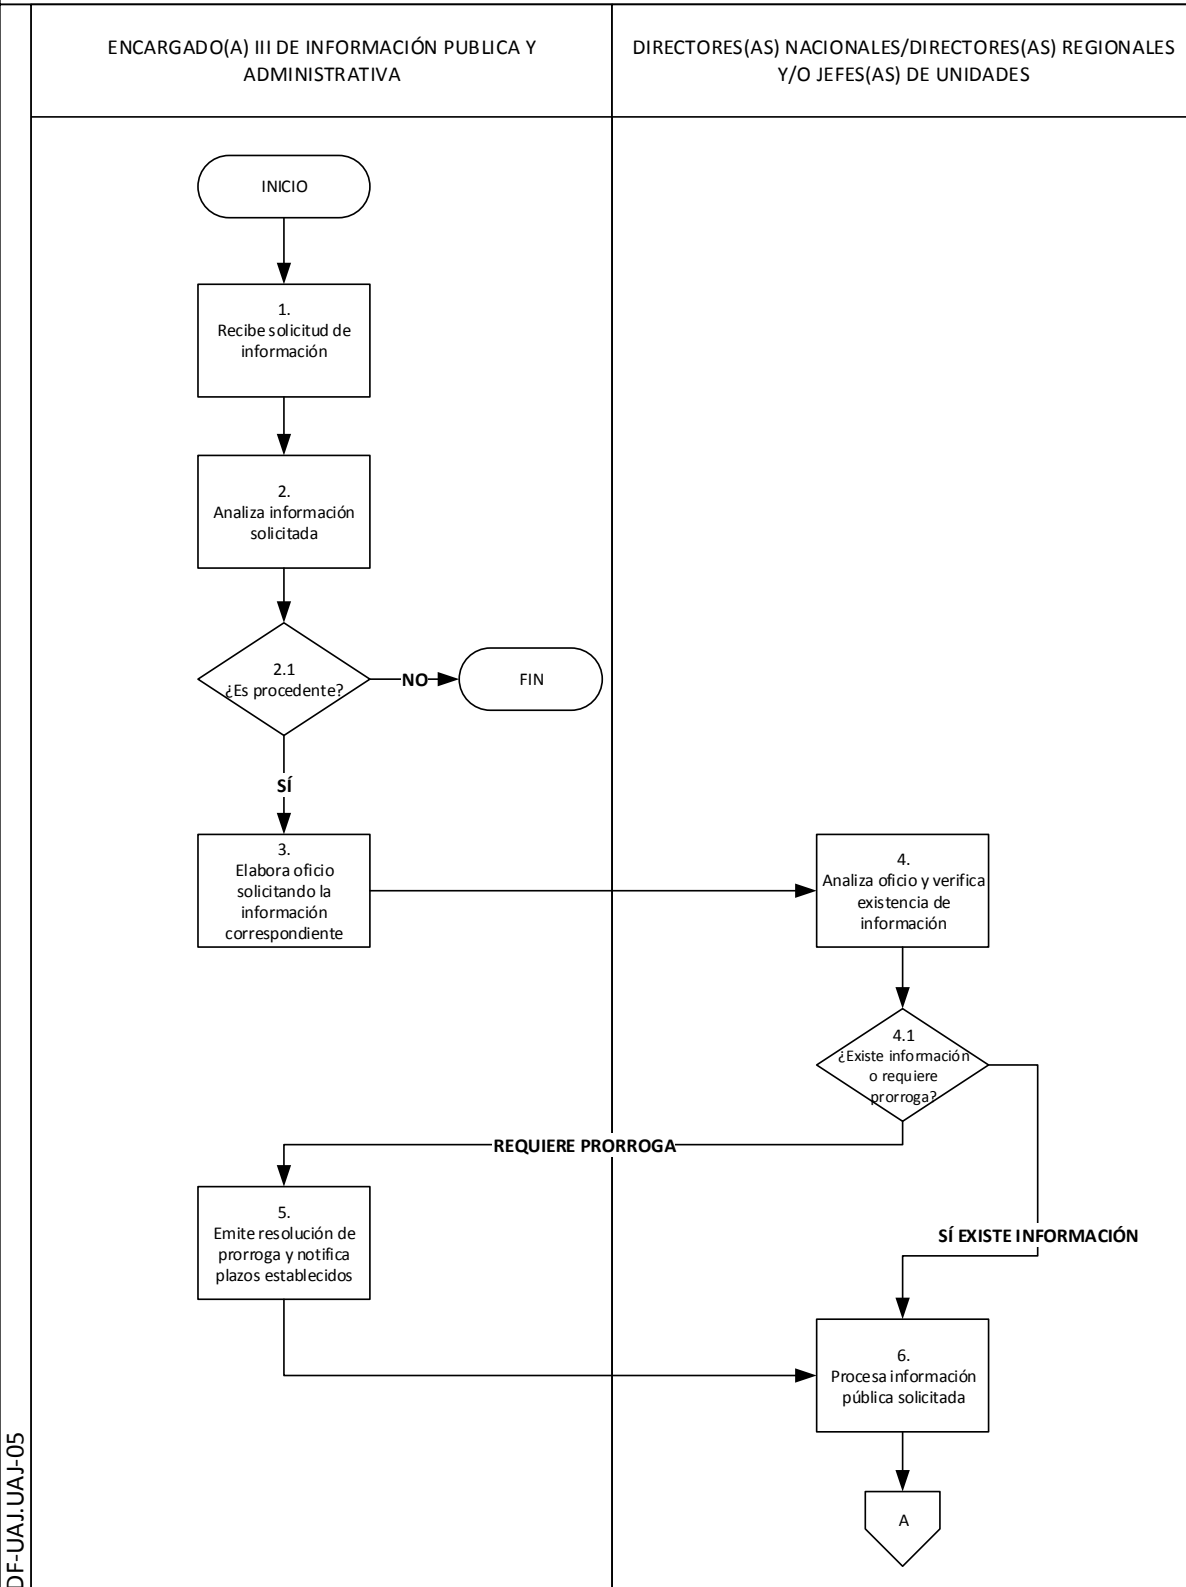 ENCARGADO(A) III DE INFORMACIÓN PUBLICA Y
ADMINISTRATIVA
DIRECTORES(AS) NACIONALES/DIRECTORES(AS) REGIONALES
Y/O JEFES(AS) DE UNIDADES
INICIO
1.
Recibe solicitud de
información
2.
Analiza información
solicitada
2.1
¿Es procedente?
NO
FIN
SÍ
3.
Elabora oficio
solicitando la
información
correspondiente
4.
Analiza oficio y verifica
existencia de
información
4.1
¿Existe información
o requiere
prorroga?
REQUIERE PRORROGA
5.
Emite resolución de
prorroga y notifica
plazos establecidos
SÍ EXISTE INFORMACIÓN
6.
Procesa información
pública solicitada
A
DF-UAJ.UAJ-05